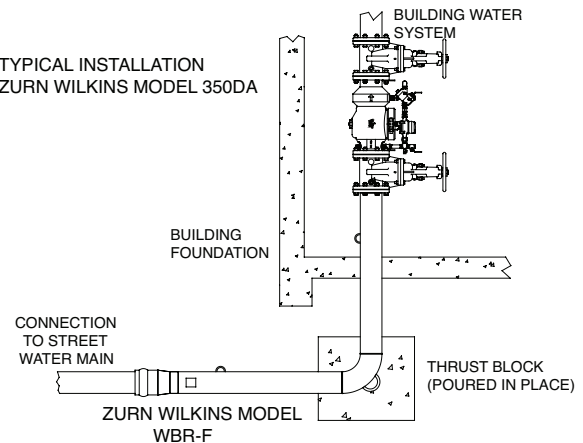 BUILDING WATER
SYSTEM
TYPICAL INSTALLATION
ZURN WILKINS MODEL 350DA
BUILDING
FOUNDATION
CONNECTION
TO STREET
WATER MAIN
THRUST BLOCK
(POURED IN PLACE)
ZURN WILKINS MODEL
WBR-F